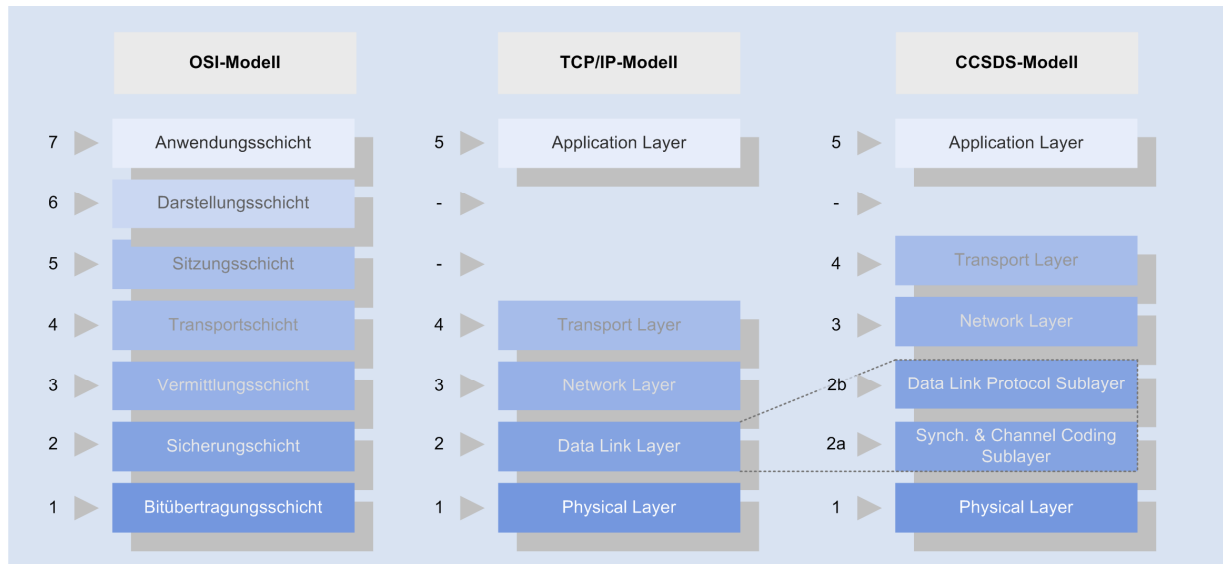 OSI-Modell
TCP/IP-Modell
CCSDS-Modell
7 Anwendungsschicht
5 Application Layer
5 Application Layer
6 Darstellungsschicht
-
-
5 Sitzungsschicht
-
4 Transport Layer
4 Transportschicht
4 Transport Layer
3 Network Layer
3 Vermittlungsschicht
3 Network Layer
2b Data Link Protocol Sublayer
2 Sicherungschicht
2 Data Link Layer
2a Synch. & Channel Coding
Sublayer
1 Bitübertragungsschicht
1 Physical Layer
1 Physical Layer